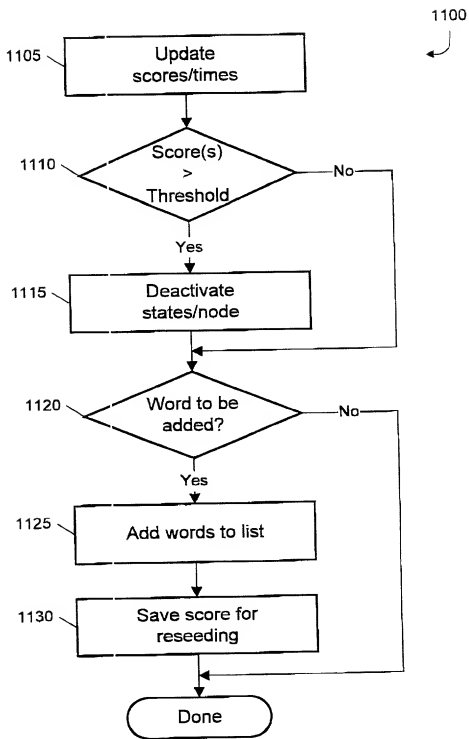 1100
1105
Update
scores/times
1110
Score(s)
>
Threshold
No
Yes
1115
Deactivate
states/node
1120
Word to be
added?
No
Yes
1125
Add words to list
1130
Save score for
reseeding
Done